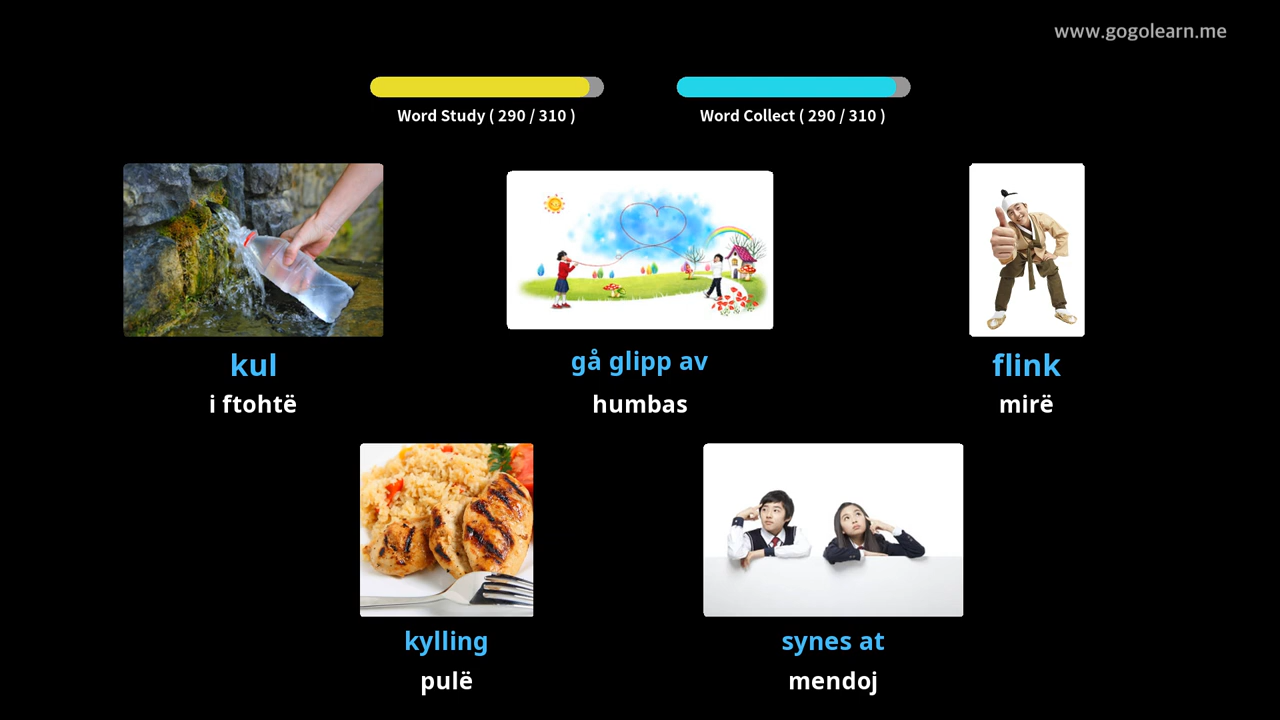 www.gogolearn.me
Word Study ( 290 / 310 )
Word Collect ( 290 / 310 )
kul
i ftohtë
gå glipp av
humbas
flink
mirë
kylling
pulë
synes at
mendoj